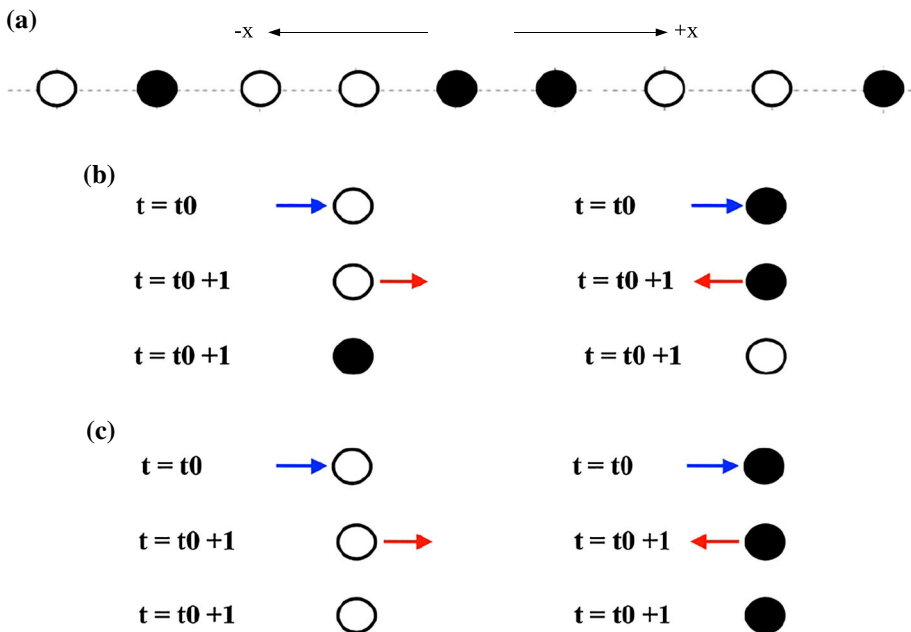 (a)
-x +x
(b)
t = t0 t = t0
t = t0 +1 t = t0 +1
t = t0 +1 t = t0 +1
(c)
t = t0 t = t0
t = t0 +1 t = t0 +1
t = t0 +1 t = t0 +1